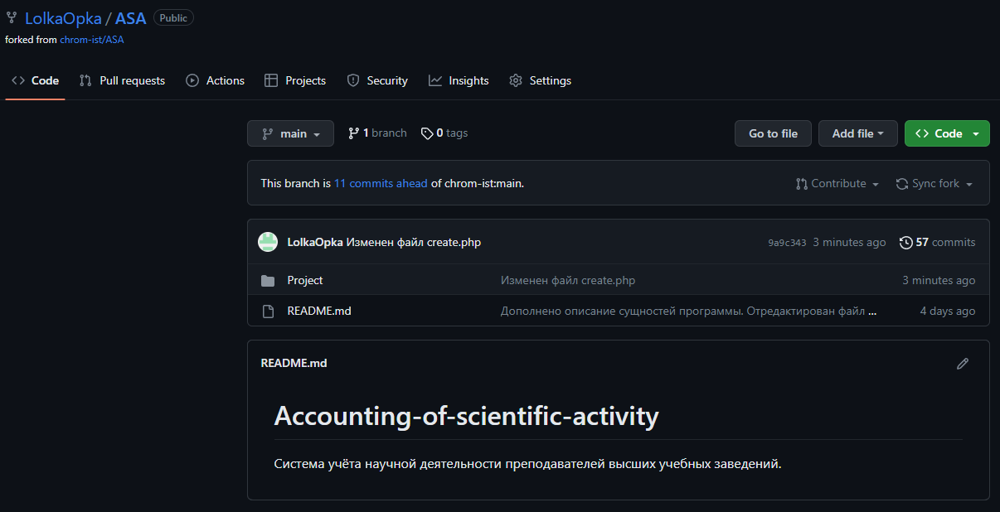 LolkaOpka / ASA Public
forked from chrom-ist/ASA
Code Pull requests Actions Projects Security Insights Settings
main 1 branch 0 tags Go to file Add file Code
This branch is 11 commits ahead of chrom-ist:main. Contribute Sync fork
LolkaOpka Изменен файл create.php 9a9c343 3 minutes ago 57 commits
Project Изменен файл create.php 3 minutes ago
README.md Дополнено описание сущностей программы. Отредактирован файл ... 4 days ago
README.md
Accounting-of-scientific-activity
Система учёта научной деятельности преподавателей высших учебных заведений.